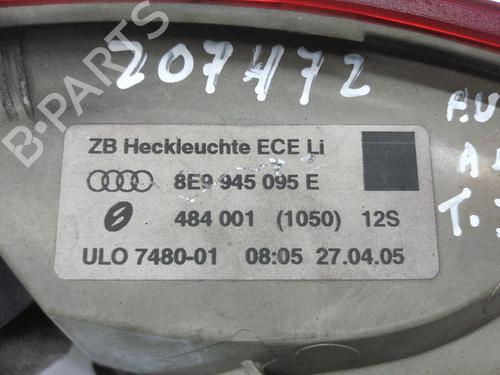 207472
B-PARTS
ZB Heckleuchte ECE Li
8E9 945 095 E
484 001 (1050) 12S
ULO 7480-01 08:05 27.04.05